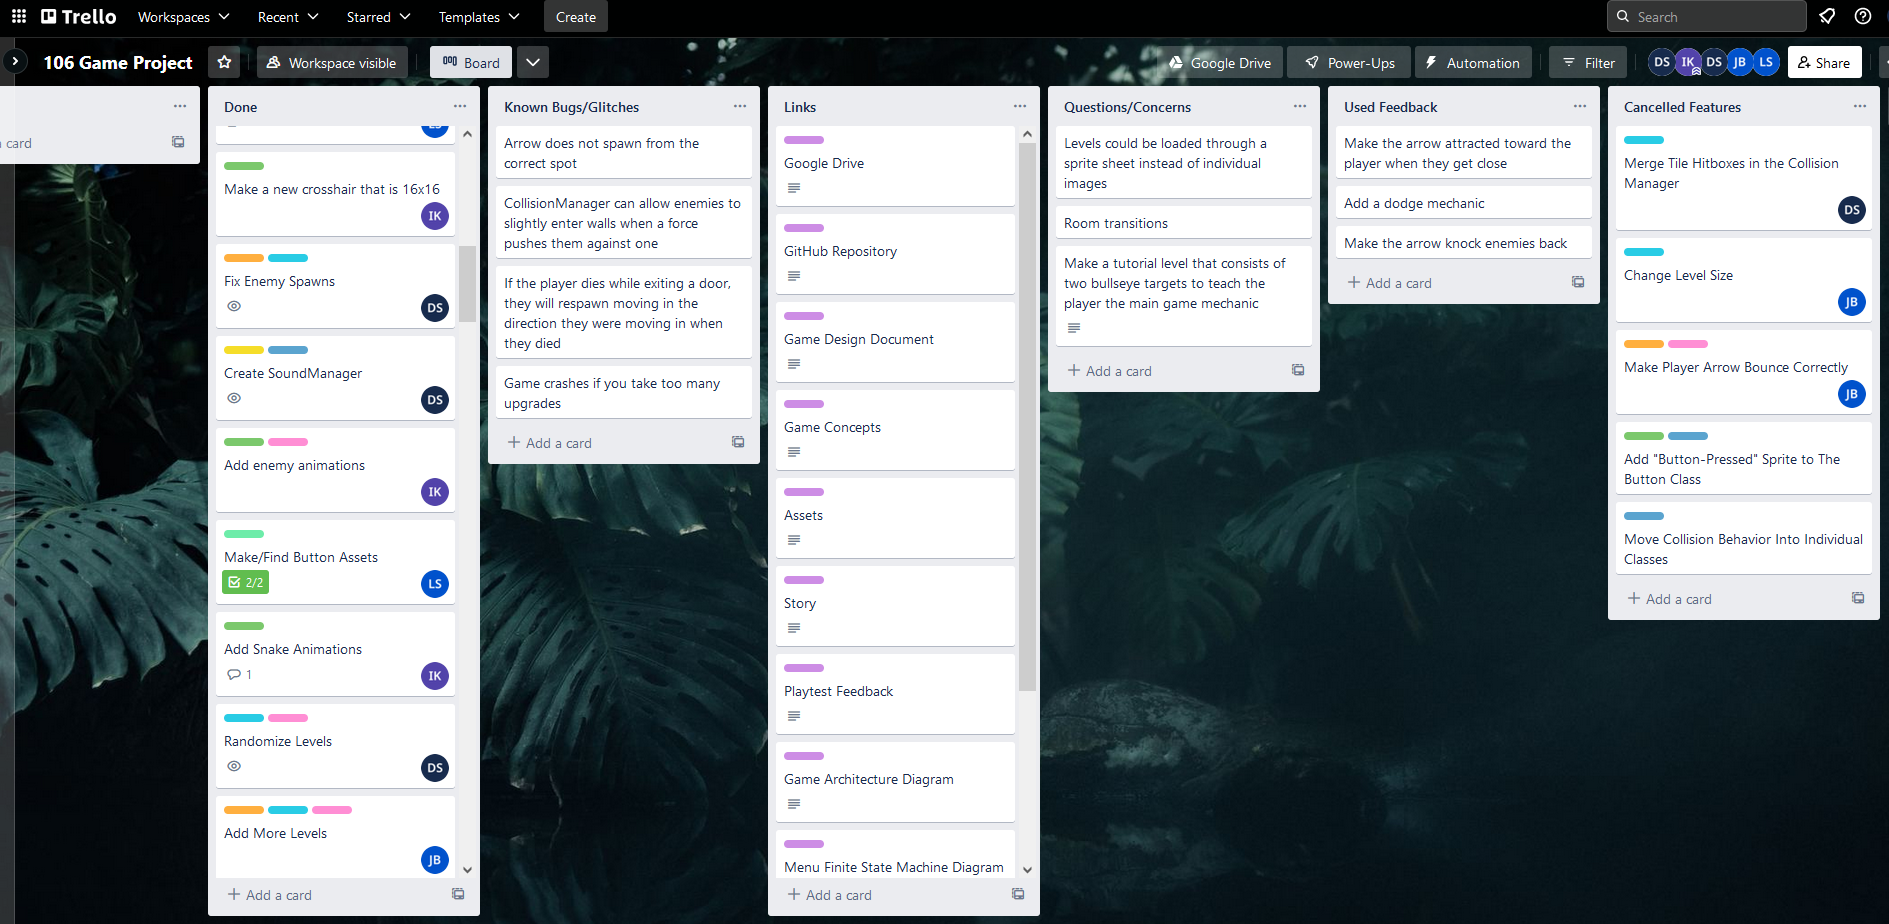 Trello
Workspaces
Recent
Starred
Templates
Create
Search
106 Game Project
Workspace visible
Board
Google Drive
Power-Ups
Automation
Filter
DS
IK
DS
JB
LS
Share
card
Done
LS
Make a new crosshair that is 16x16
IK
Fix Enemy Spawns
DS
Create SoundManager
DS
Add enemy animations
IK
Make/Find Button Assets
2/2
LS
Add Snake Animations
1
IK
Randomize Levels
DS
Add More Levels
JB
Add a card
Known Bugs/Glitches
Arrow does not spawn from the
correct spot
CollisionManager can allow enemies to
slightly enter walls when a force
pushes them against one
If the player dies while exiting a door,
they will respawn moving in the
direction they were moving in when
they died
Game crashes if you take too many
upgrades
Add a card
Links
Google Drive
GitHub Repository
Game Design Document
Game Concepts
Assets
Story
Playtest Feedback
Game Architecture Diagram
Menu Finite State Machine Diagram
Add a card
Questions/Concerns
Levels could be loaded through a
sprite sheet instead of individual
images
Room transitions
Make a tutorial level that consists of
two bullseye targets to teach the
player the main game mechanic
Add a card
Used Feedback
Make the arrow attracted toward the
player when they get close
Add a dodge mechanic
Make the arrow knock enemies back
Add a card
Cancelled Features
Merge Tile Hitboxes in the Collision
Manager
DS
Change Level Size
JB
Make Player Arrow Bounce Correctly
JB
Add "Button-Pressed" Sprite to The
Button Class
Move Collision Behavior Into Individual
Classes
Add a card